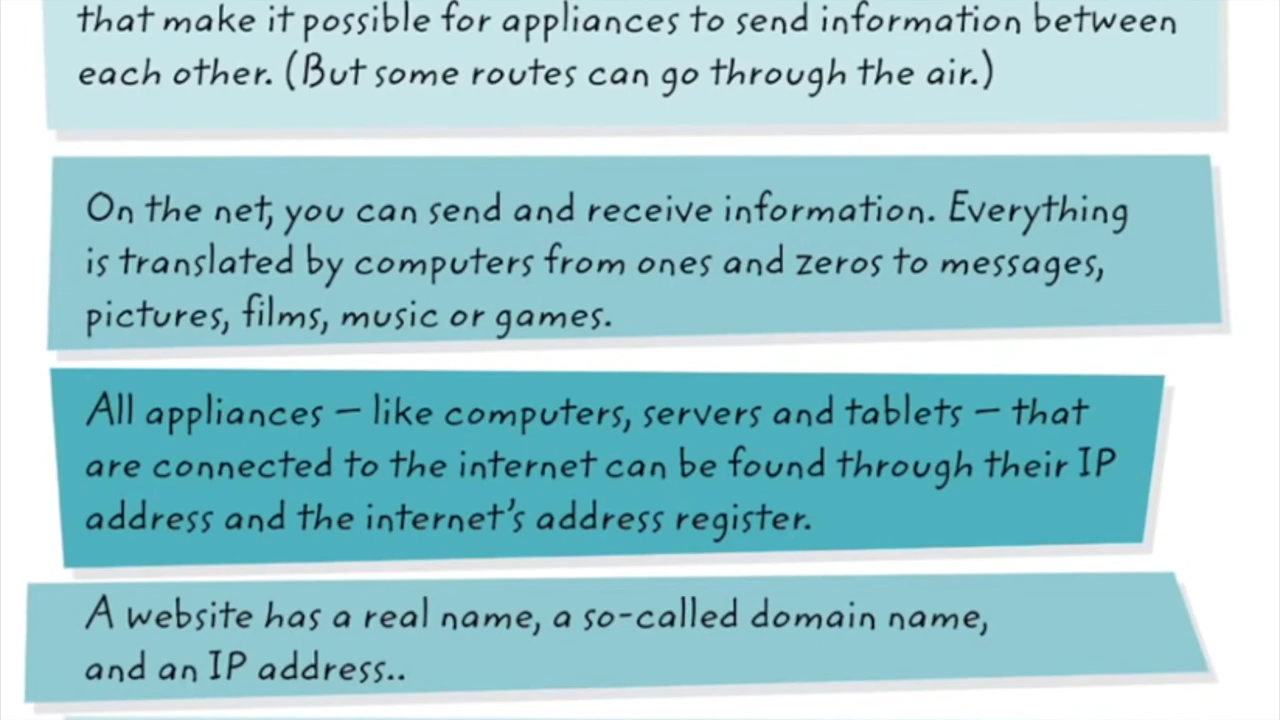 that make it possible for appliances to send information between
each other. (But some routes can go through the air.)
On the net, you can send and receive information. Everything
is translated by computers from ones and zeros to messages,
pictures, films, music or games.
All appliances – like computers, servers and tablets – that
are connected to the internet can be found through their IP
address and the internet's address register.
A website has a real name, a so-called domain name,
and an IP address..